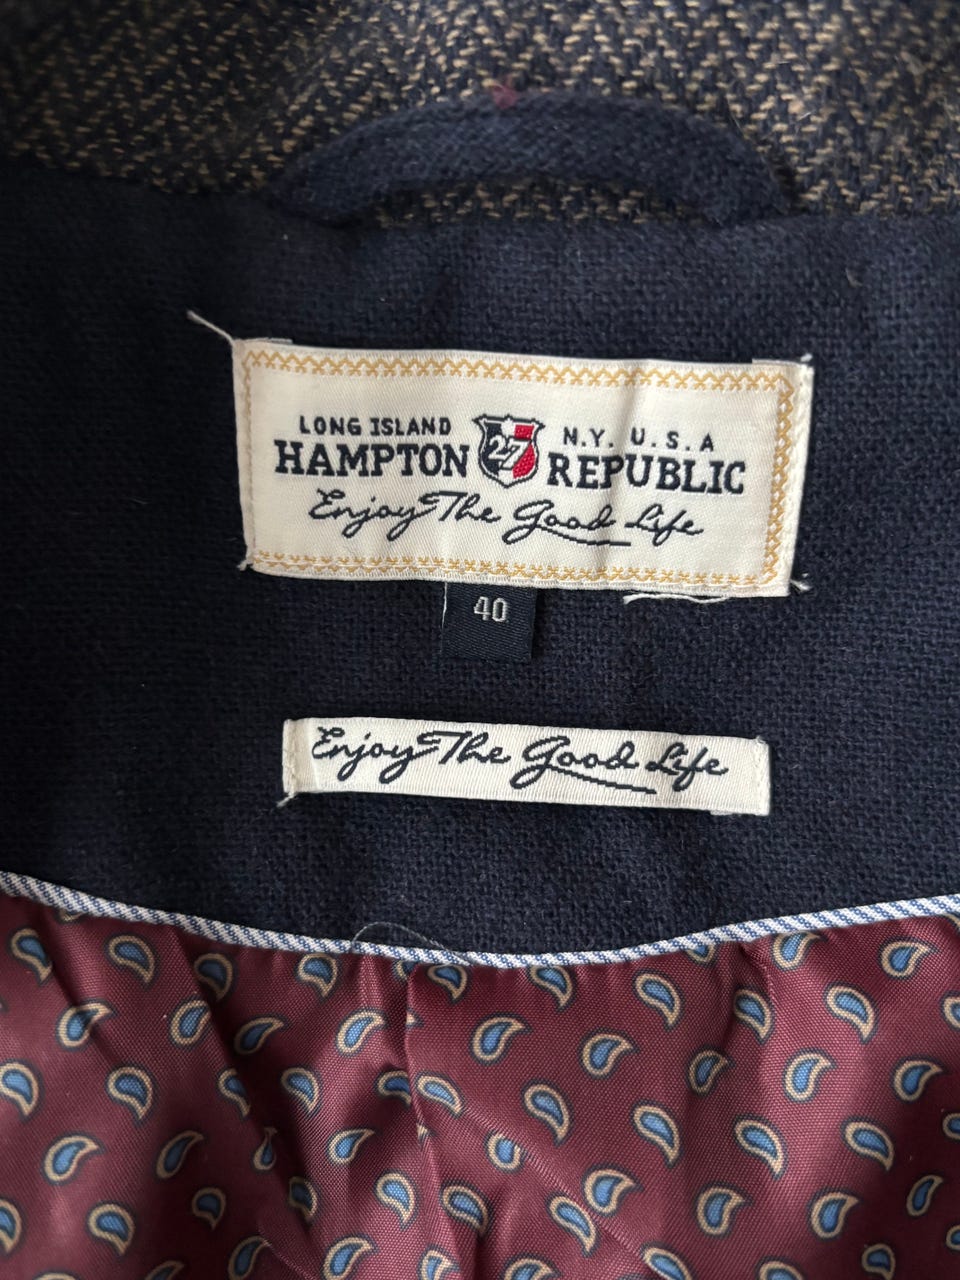 LONG ISLAND N.Y. U.S.A
HAMPTON 27 REPUBLIC
Enjoy The Good Life
40
Enjoy The Good Life